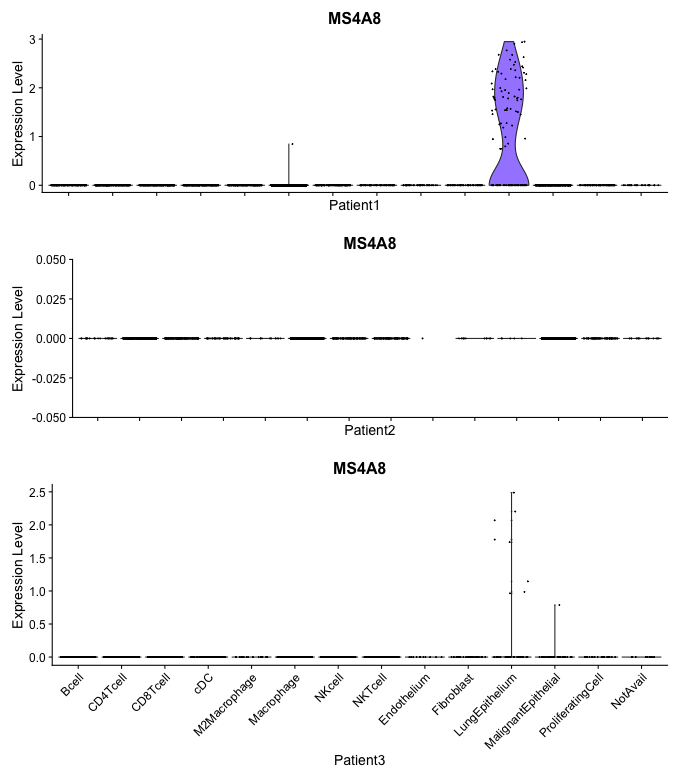 MS4A8
3
2
1
0
Expression Level
Patient1
MS4A8
0.050
0.025
0.000
-0.025
-0.050
Expression Level
Patient2
MS4A8
2.5
2.0
1.5
1.0
0.5
0.0
Expression Level
Bcell
CD4Tcell
CD8Tcell
cDC
M2Macrophage
Macrophage
NKcell
NKTcell
Endothelium
Fibroblast
LungEpithelium
MalignantEpithelial
ProliferatingCell
NotAvail
Patient3